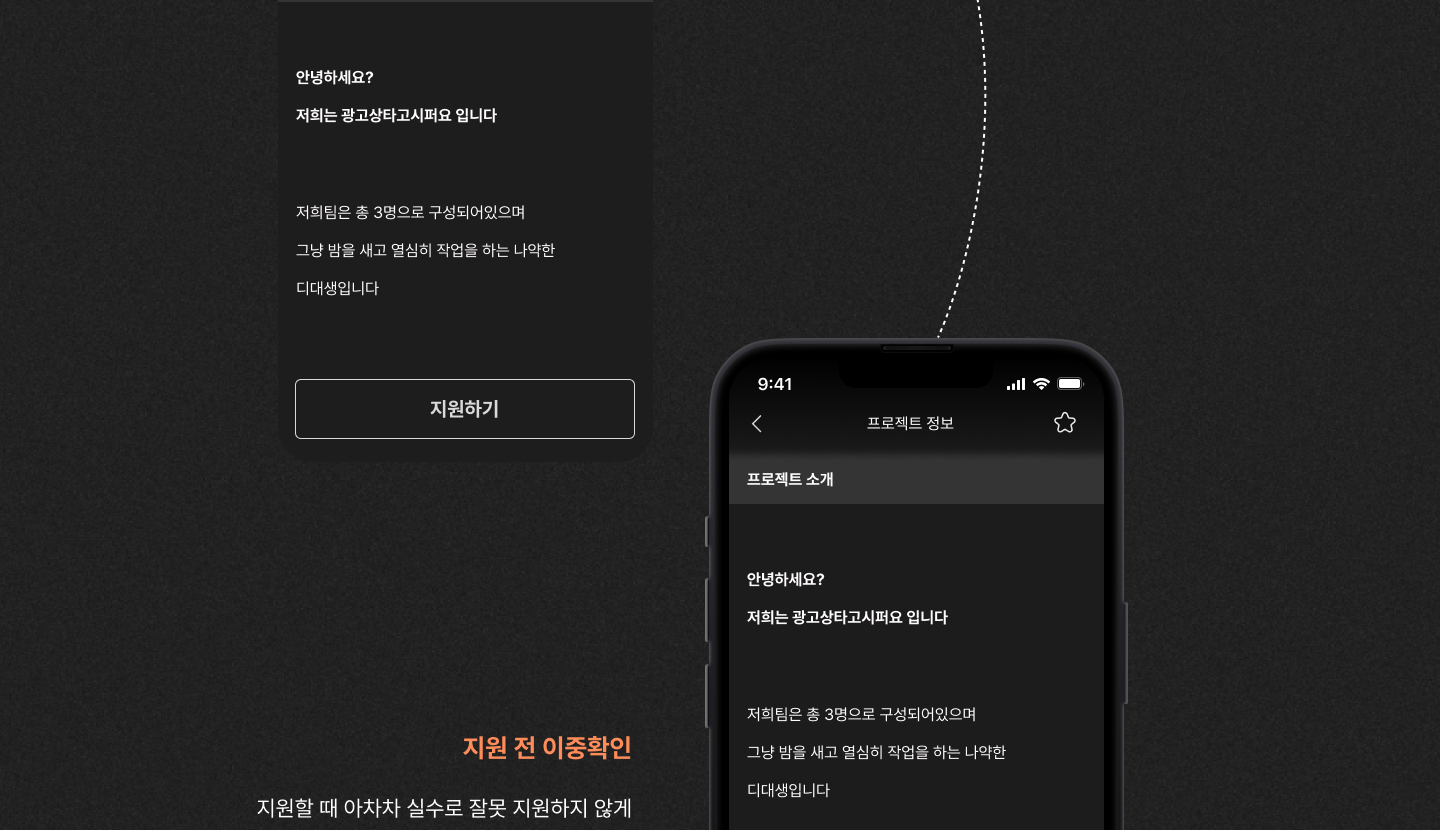 안녕하세요?
저희는 광고상타고시퍼요 입니다
저희팀은 총 3명으로 구성되어있으며
그냥 밤을 새고 열심히 작업을 하는 나약한
디대생입니다
지원하기
지원 전 이중확인
지원할 때 아차차 실수로 잘못 지원하지 않게
9:41
프로젝트 정보
프로젝트 소개
안녕하세요?
저희는 광고상타고시퍼요 입니다
저희팀은 총 3명으로 구성되어있으며
그냥 밤을 새고 열심히 작업을 하는 나약한
디대생입니다